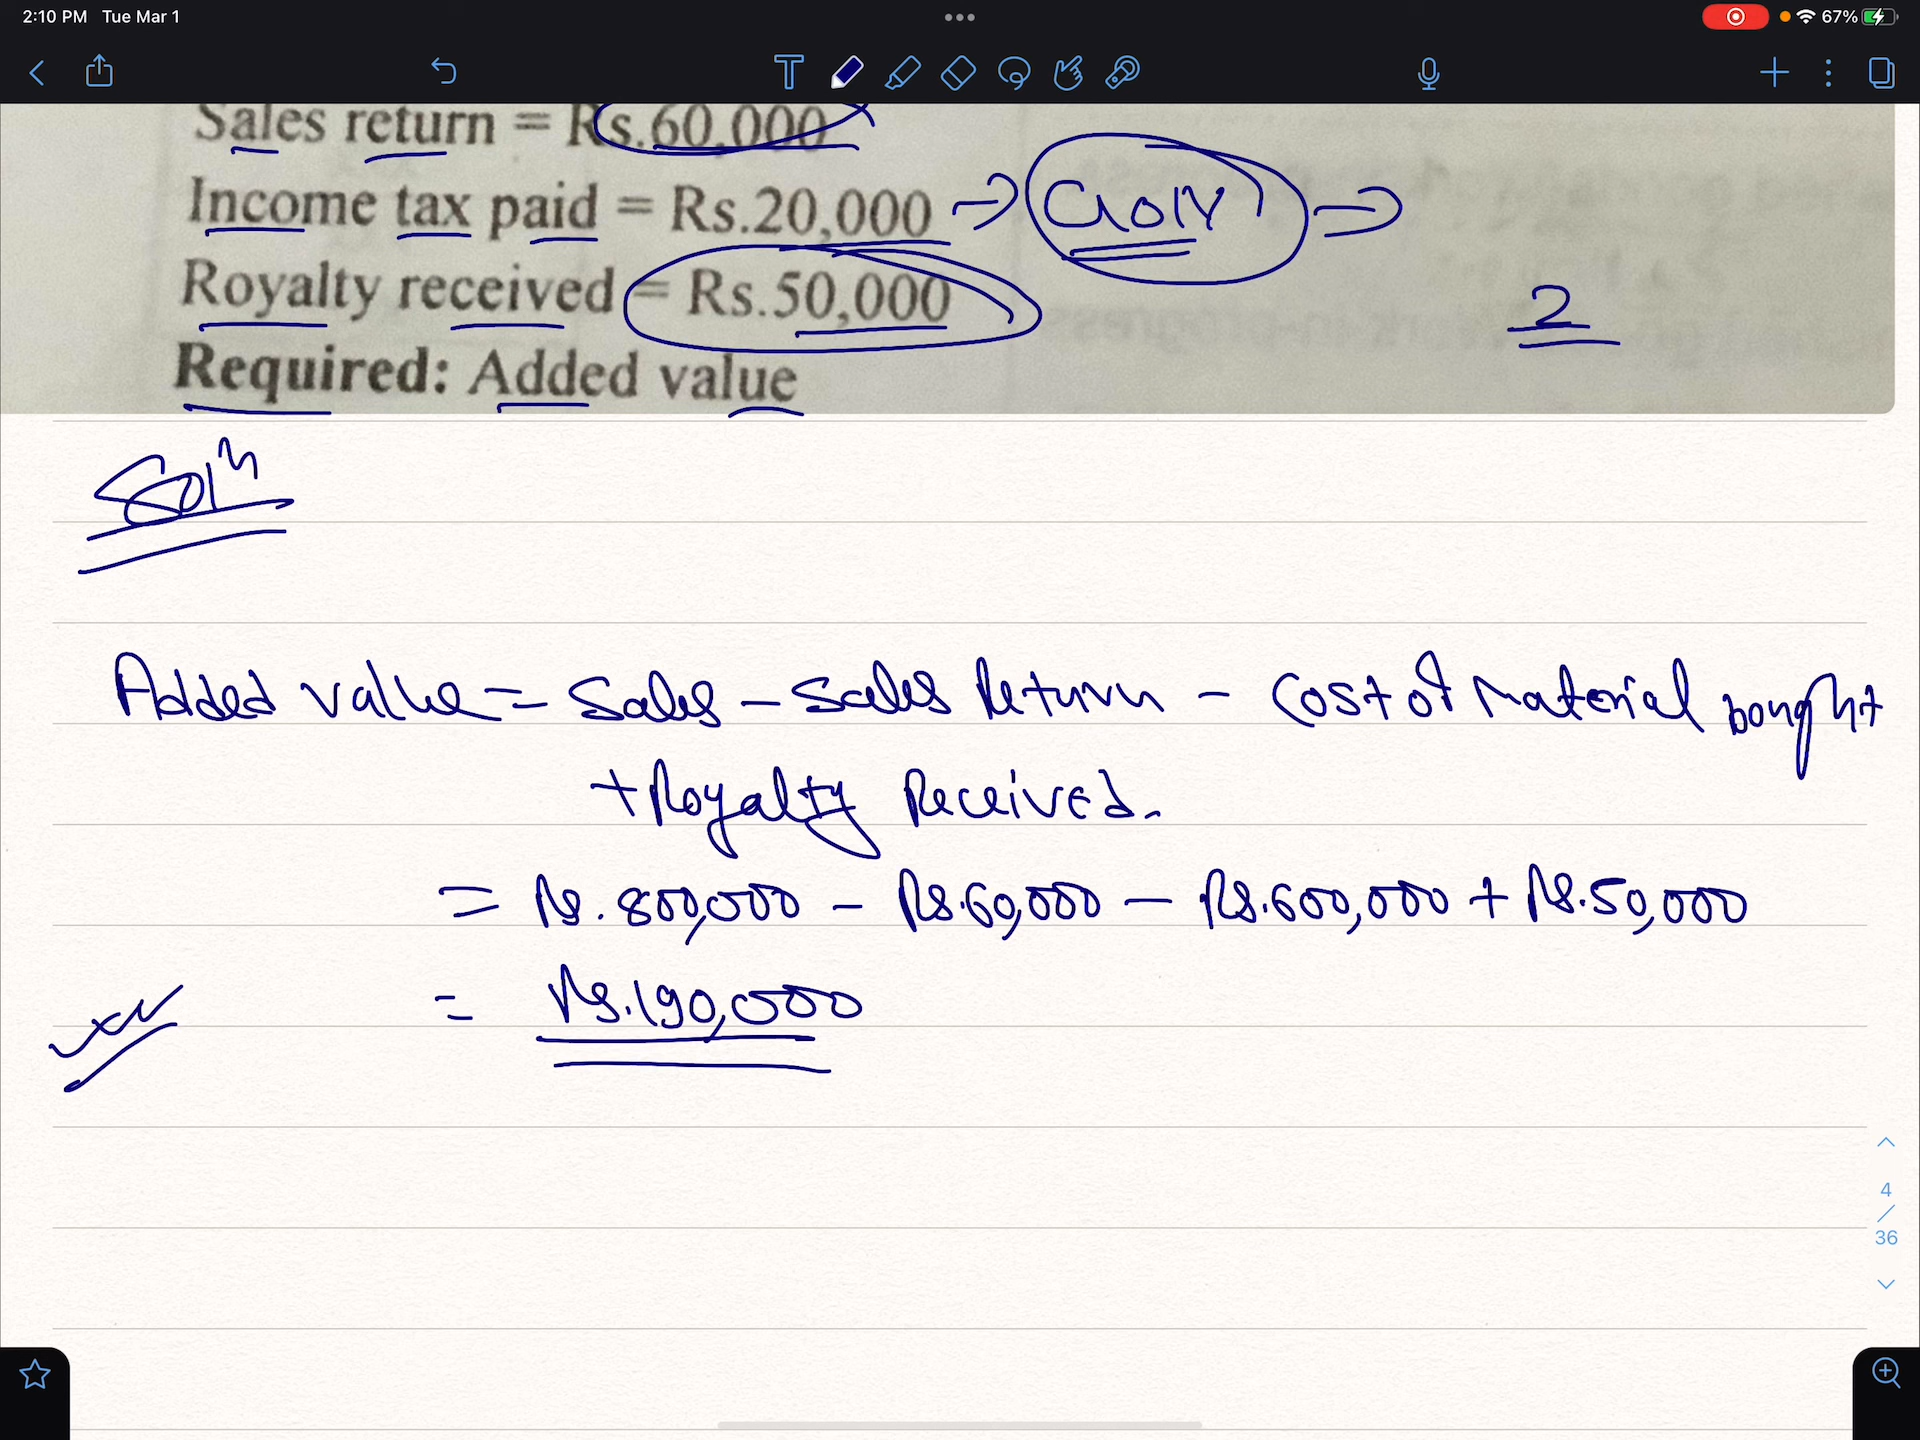 2:10 PM Tue Mar 1
67%
Sales return = Rs.60,000
Income tax paid = Rs.20,000
Royalty received = Rs.50,000
2
Required: Added value
Solⁿ
Added value = Sales - Sales Return - Cost of Material bought
+ Royalty Received.
= Rs. 800,000 - Rs. 60,000 - Rs. 600,000 + Rs. 50,000
= Rs. 190,000
4
/
36